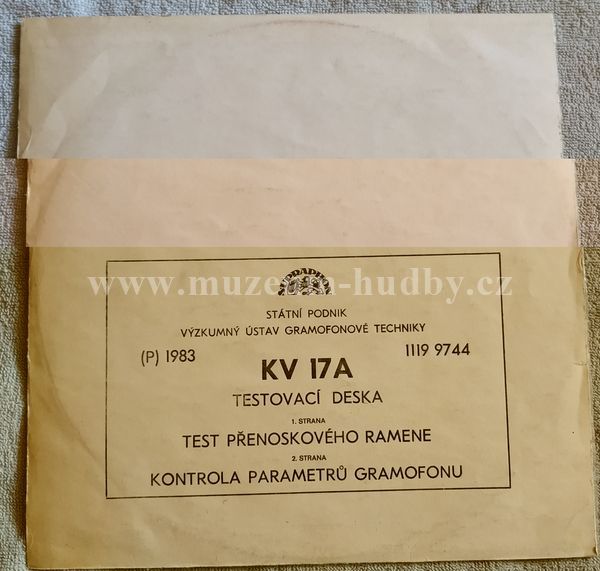 SUPRAPHON
www.muzeum-hudby.cz
STÁTNÍ PODNIK
VÝZKUMNÝ ÚSTAV GRAMOFONOVÉ TECHNIKY
(P) 1983 KV 17A 1119 9744
TESTOVACÍ DESKA
1. STRANA
TEST PŘENOSKOVÉHO RAMENE
2. STRANA
KONTROLA PARAMETRŮ GRAMOFONU